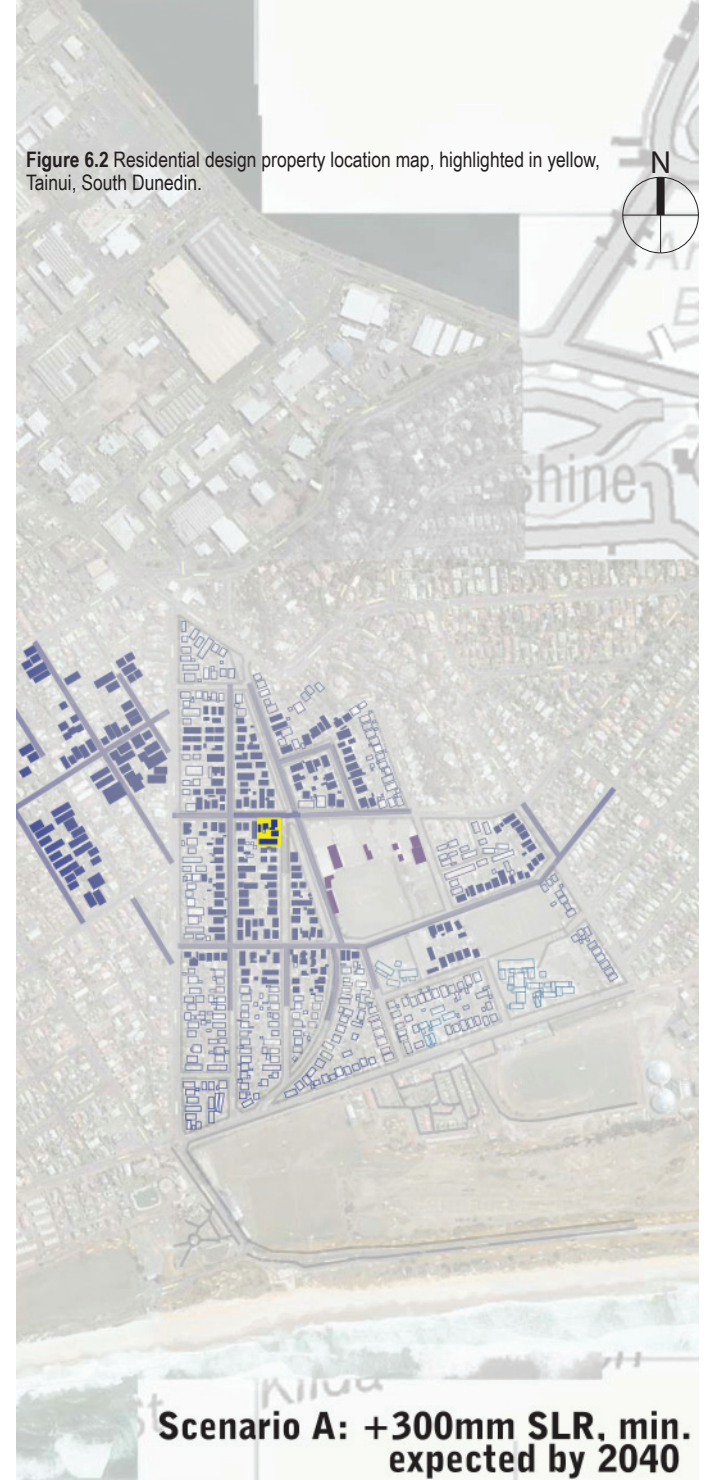 Figure 6.2 Residential design property location map, highlighted in yellow,
Tainui, South Dunedin.
N
Scenario A: +300mm SLR, min.
expected by 2040